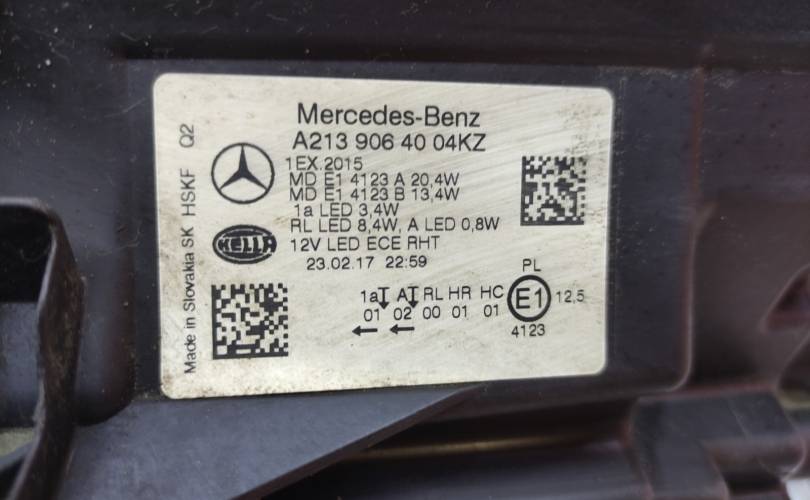 Mercedes-Benz
A213 906 40 04KZ
1EX.2015
MD E1 4123 A 20,4W
MD E1 4123 B 13,4W
1a LED 3,4W
RL LED 8,4W, A LED 0,8W
12V LED ECE RHT
23.02.17 22:59
HELLA
Made in Slovakia SK HSKF Q2
PL
1a A RL HR HC E1 12,5
01 02 00 01 01
4123